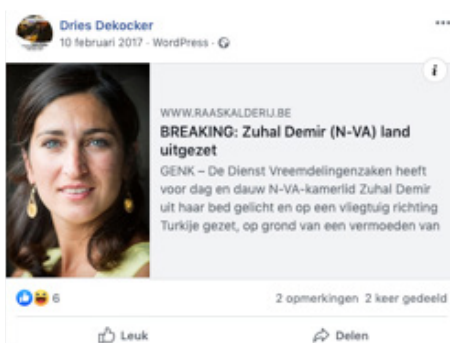 Dries Dekocker
10 februari 2017 · WordPress ·
WWW.RAASKALDERIJ.BE
BREAKING: Zuhal Demir (N-VA) land
uitgezet
GENK – De Dienst Vreemdelingenzaken heeft
voor dag en dauw N-VA-kamerlid Zuhal Demir
uit haar bed gelicht en op een vliegtuig richting
Turkije gezet, op grond van een vermoeden van
6
2 opmerkingen 2 keer gedeeld
Leuk
Delen